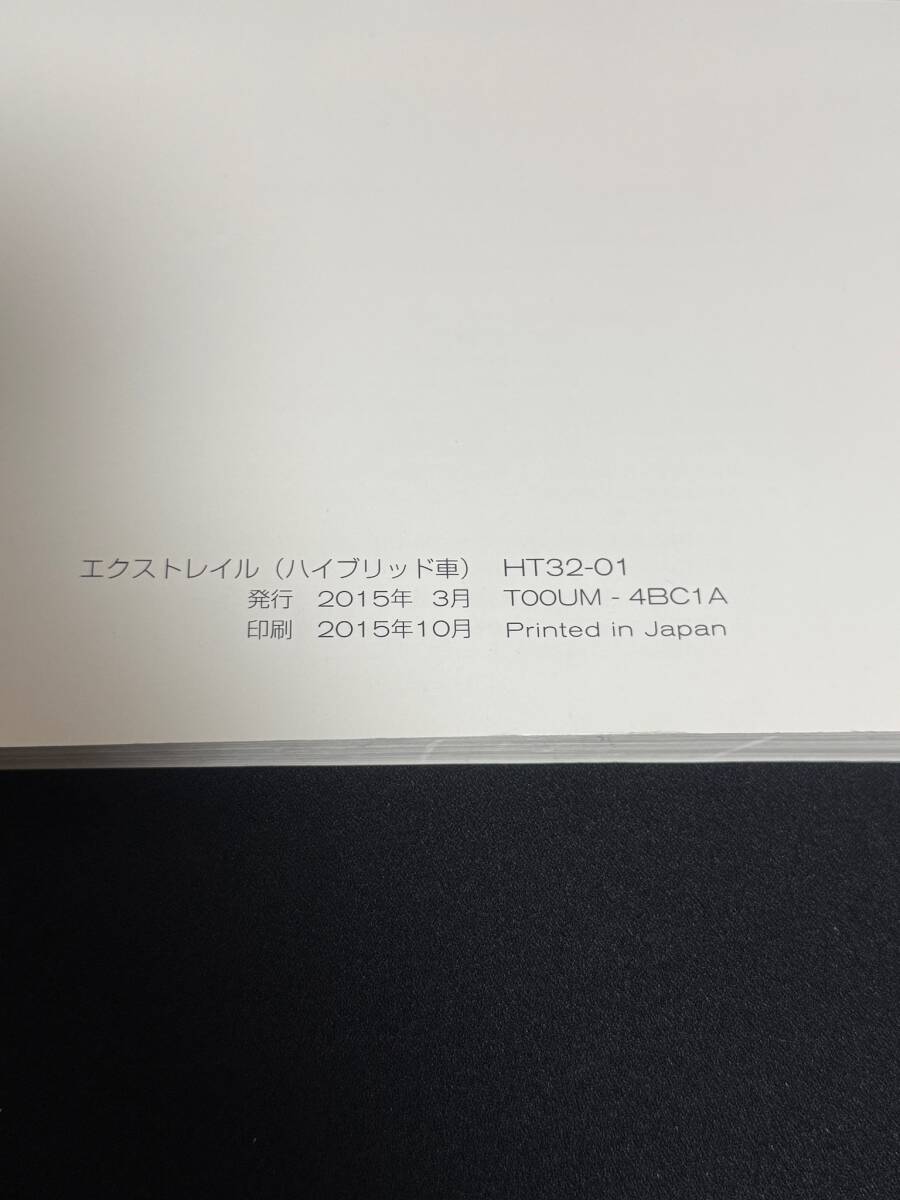 エクストレイル（ハイブリッド車） HT32-01
発行 2015年 3月 T00UM - 4BC1A
印刷 2015年10月 Printed in Japan